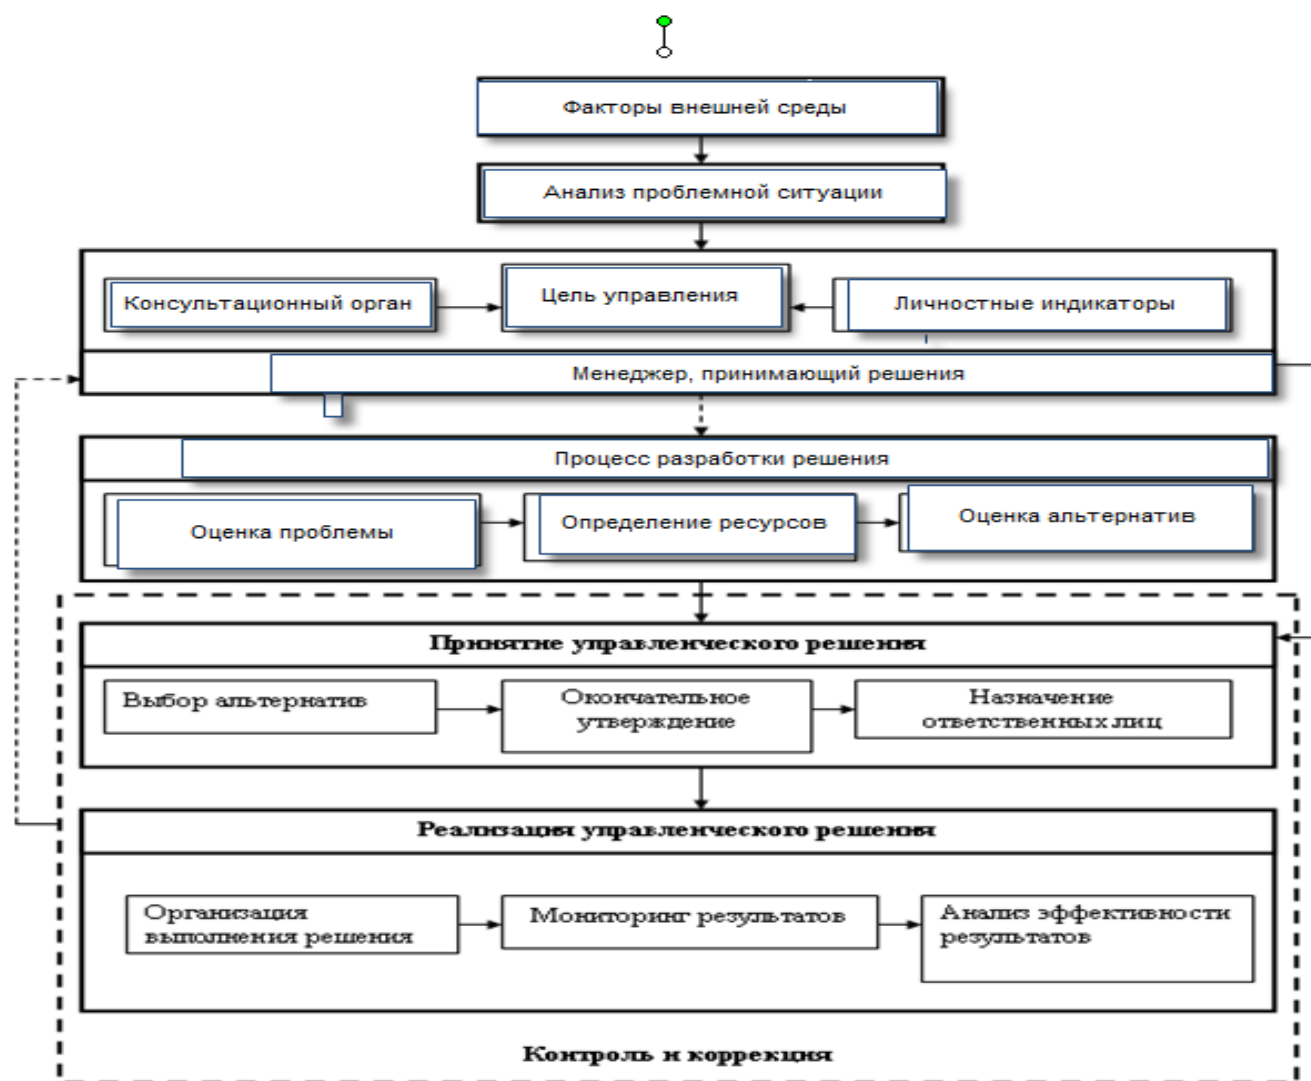 Факторы внешней среды
Анализ проблемной ситуации
Консультационный орган
Цель управления
Личностные индикаторы
Менеджер, принимающий решения
Процесс разработки решения
Оценка проблемы
Определение ресурсов
Оценка альтернатив
Принятие управленческого решения
Выбор альтернатив
Окончательное
утверждение
Назначение
ответственных лиц
Реализация управленческого решения
Организация
выполнения решения
Мониторинг результатов
Анализ эффективности
результатов
Контроль и коррекция